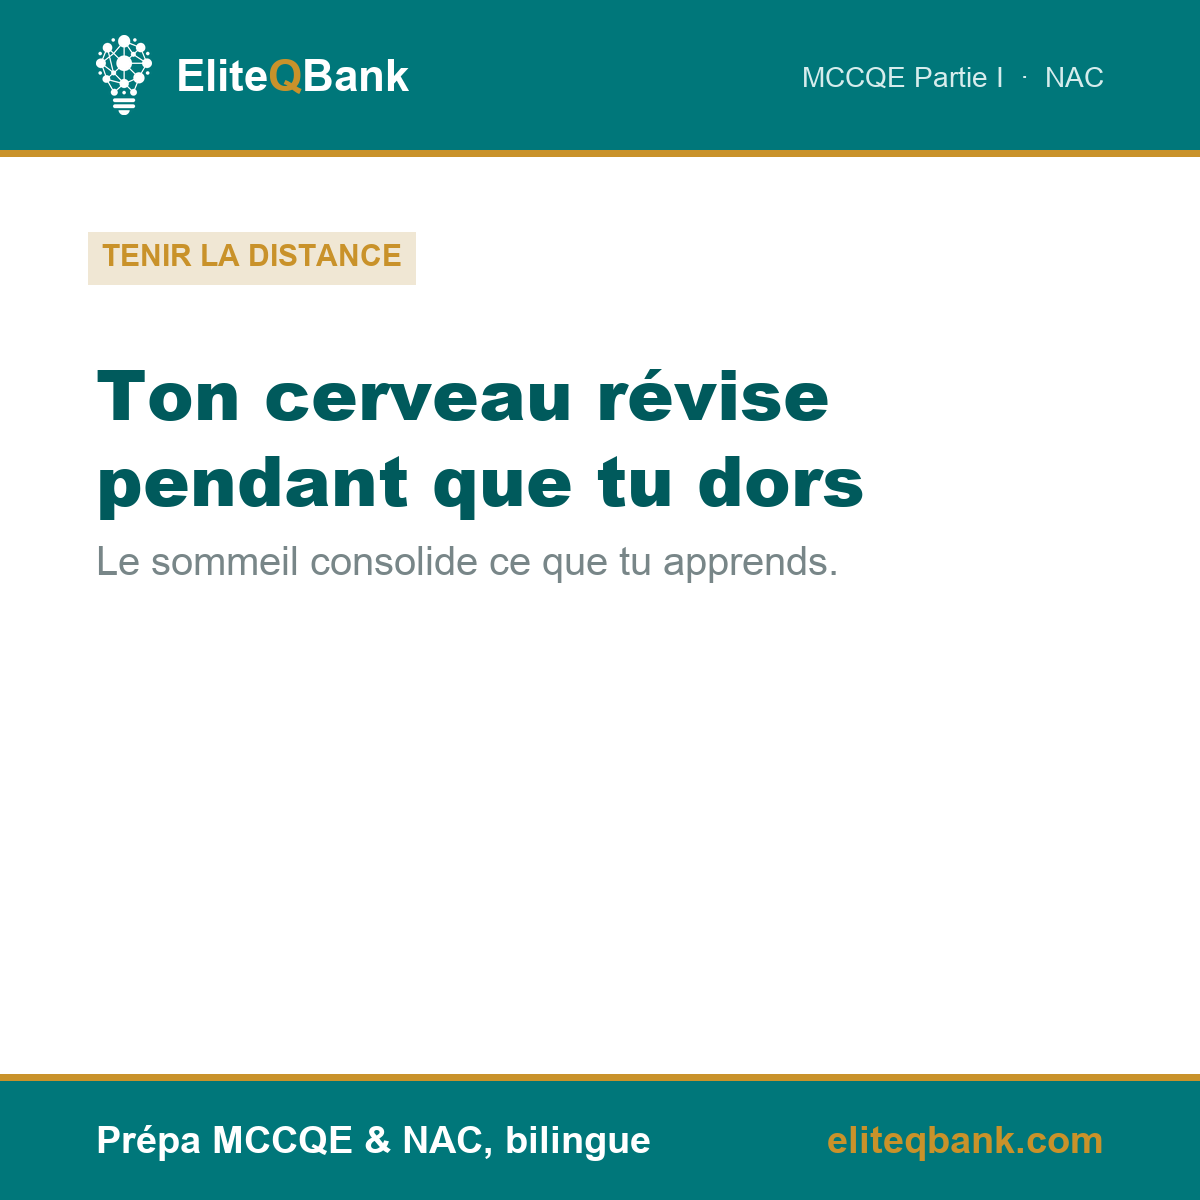 EliteQBank
MCCQE Partie I · NAC
TENIR LA DISTANCE
Ton cerveau révise
pendant que tu dors
Le sommeil consolide ce que tu apprends.
Prépa MCCQE & NAC, bilingue
eliteqbank.com